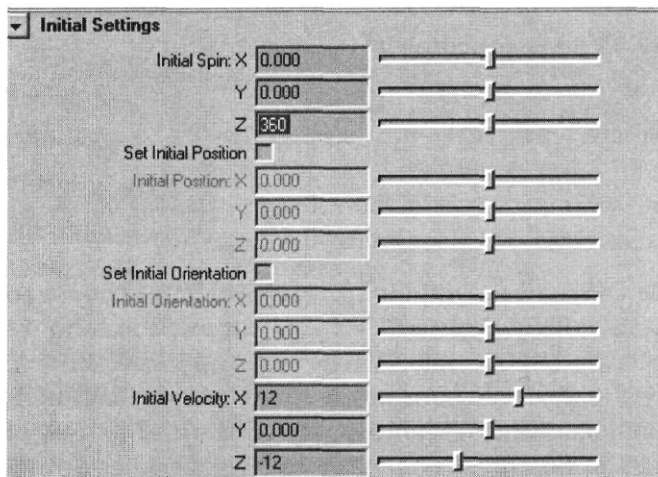 Initial Settings
Initial Spin: X 0.000
Y 0.000
Z 360
Set Initial Position
Initial Position: X 0.000
Y 0.000
Z 0.000
Set Initial Orientation
Initial Orientation: X 0.000
Y 0.000
Z 0.000
Initial Velocity: X 12
Y 0.000
Z -12